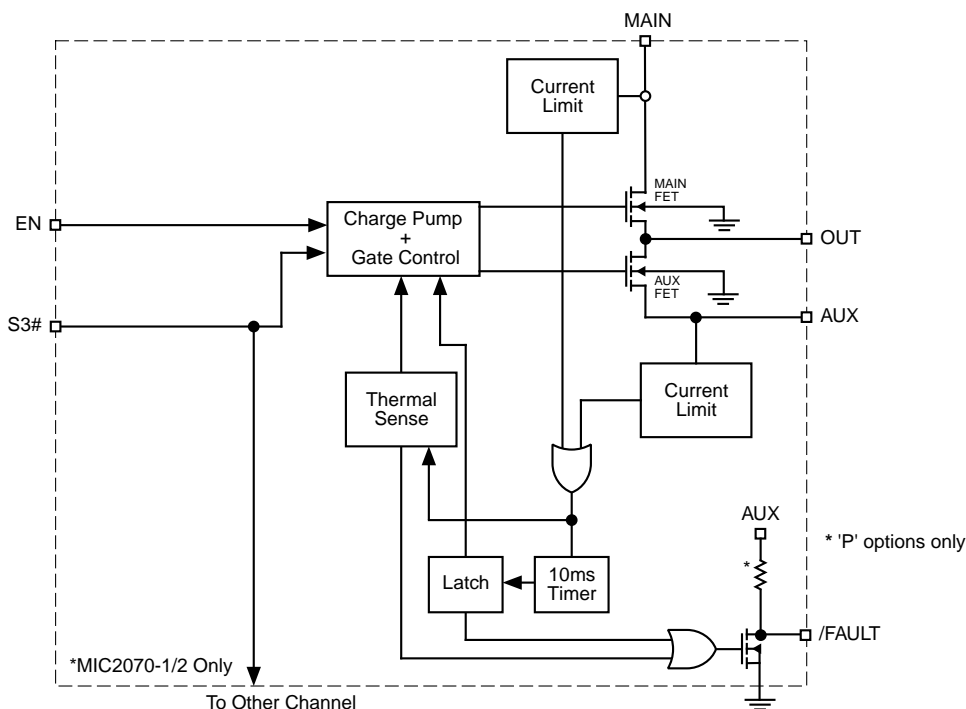 MAIN
Current
Limit
MAIN
FET
EN
Charge Pump
+
Gate Control
OUT
AUX
FET
S3#
AUX
Thermal
Sense
Current
Limit
AUX
* 'P' options only
*
Latch
10ms
Timer
/FAULT
*MIC2070-1/2 Only
To Other Channel